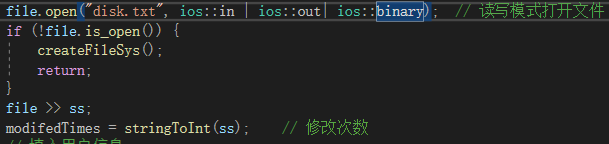 file.open("disk.txt", ios::in | ios::out| ios::binary);  // 读写模式打开文件
if (!file.is_open()) {
    createFileSys();
    return;
}
file >> ss;
modifedTimes = stringToInt(ss);    // 修改次数